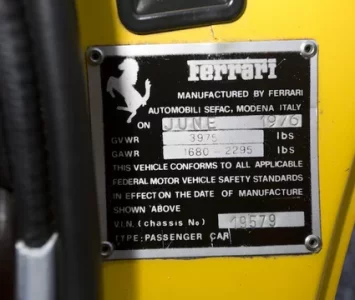 Ferrari
MANUFACTURED BY FERRARI
AUTOMOBILI SEFAC, MODENA ITALY
ON JUNE 1976
GVWR 3975 lbs
GAWR 1680 - 2295 lbs
THIS VEHICLE CONFORMS TO ALL APPLICABLE
FEDERAL MOTOR VEHICLE SAFETY STANDARDS
IN EFFECT ON THE DATE OF MANUFACTURE
SHOWN ABOVE
V.I.N. (chassis No) 19579
TYPE: PASSENGER CAR